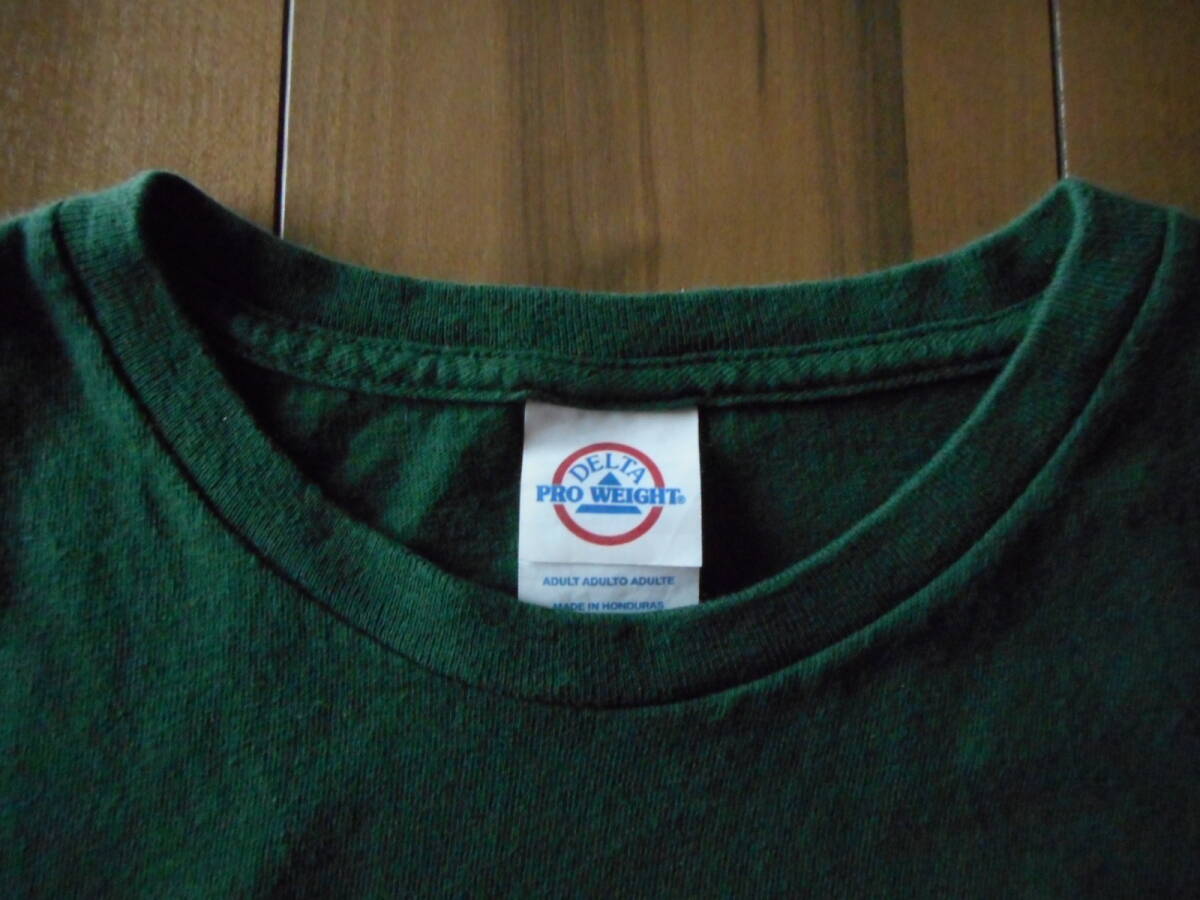 DELTA
PRO WEIGHT®
ADULT ADULTO ADULTE
MADE IN HONDURAS